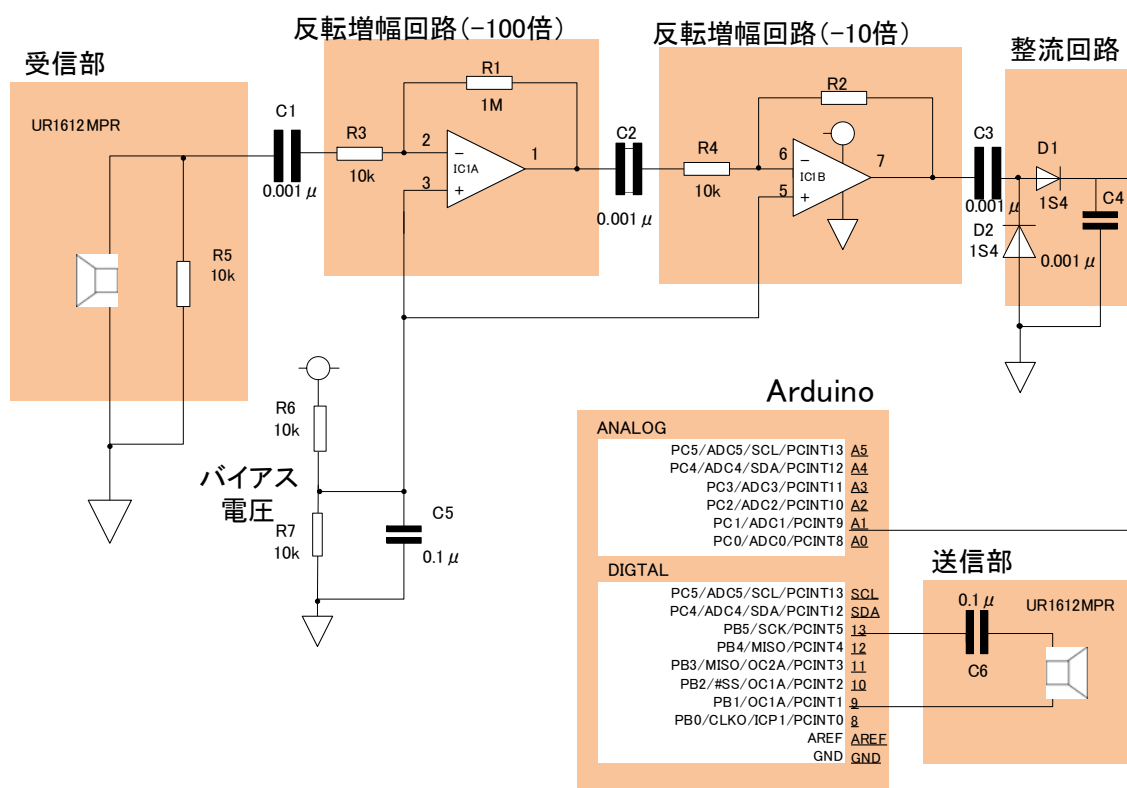 反転増幅回路(-100倍)
反転増幅回路(-10倍)
整流回路
受信部
UR1612MPR
C1
0.001μ
R3
10k
R1
1M
2
3
IC1A
1
C2
0.001μ
R4
10k
R2
6
5
IC1B
7
C3
0.001μ
D1
1S4
D2
1S4
C4
0.001μ
R5
10k
R6
10k
バイアス
電圧
R7
10k
C5
0.1μ
Arduino
ANALOG
PC5/ADC5/SCL/PCINT13 A5
PC4/ADC4/SDA/PCINT12 A4
PC3/ADC3/PCINT11 A3
PC2/ADC2/PCINT10 A2
PC1/ADC1/PCINT9 A1
PC0/ADC0/PCINT8 A0
DIGTAL
PC5/ADC5/SCL/PCINT13 SCL
PC4/ADC4/SDA/PCINT12 SDA
PB5/SCK/PCINT5 13
PB4/MISO/PCINT4 12
PB3/MISO/OC2A/PCINT3 11
PB2/#SS/OC1A/PCINT2 10
PB1/OC1A/PCINT1 9
PB0/CLKO/ICP1/PCINT0 8
AREF AREF
GND GND
送信部
0.1μ
C6
UR1612MPR